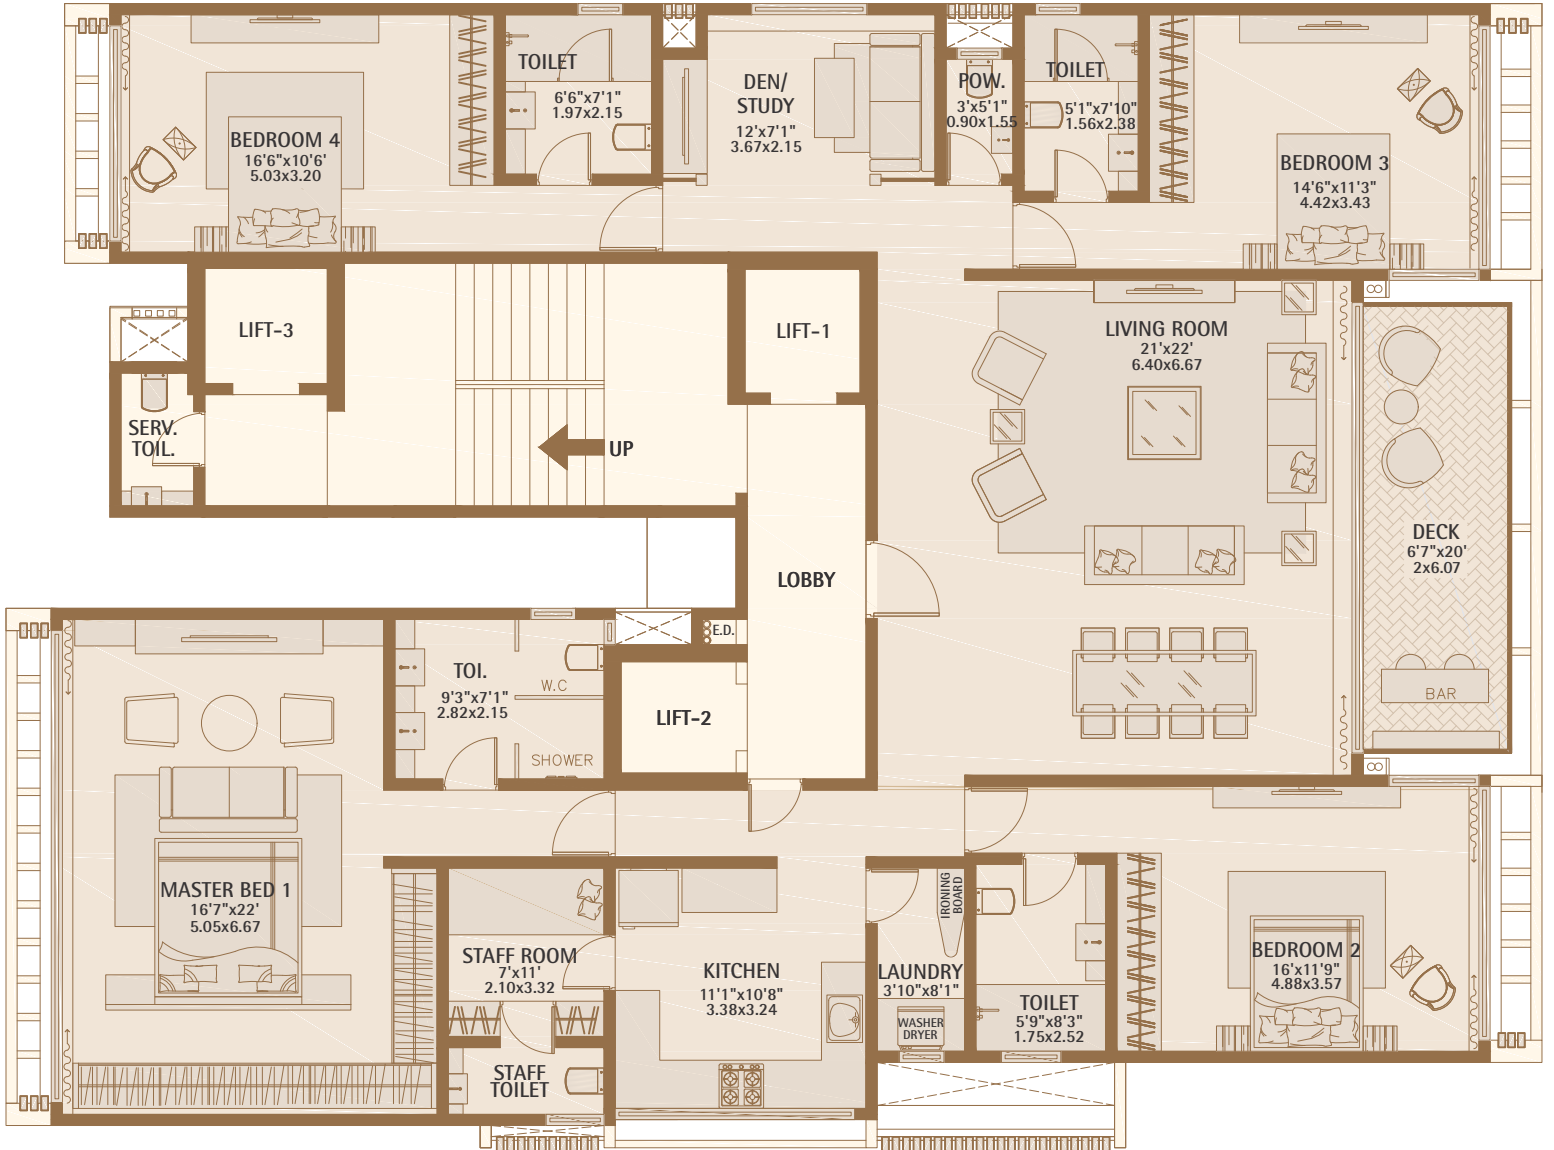 BEDROOM 4
16'6"x10'6'
5.03x3.20
TOILET
6'6"x7'1"
1.97x2.15
DEN/
STUDY
12'x7'1"
3.67x2.15
POW.
3'x5'1"
0.90x1.55
TOILET
5'1"x7'10"
1.56x2.38
BEDROOM 3
14'6"x11'3"
4.42x3.43
LIFT-3
LIFT-1
SERV.
TOIL.
UP
LIVING ROOM
21'x22'
6.40x6.67
DECK
6'7"x20'
2x6.07
BAR
LOBBY
E.D.
TOI.
9'3"x7'1"
2.82x2.15
W.C
SHOWER
LIFT-2
MASTER BED 1
16'7"x22'
5.05x6.67
STAFF ROOM
7'x11'
2.10x3.32
STAFF
TOILET
KITCHEN
11'1"x10'8"
3.38x3.24
IRONING
BOARD
LAUNDRY
3'10"x8'1"
WASHER
DRYER
TOILET
5'9"x8'3"
1.75x2.52
BEDROOM 2
16'x11'9"
4.88x3.57